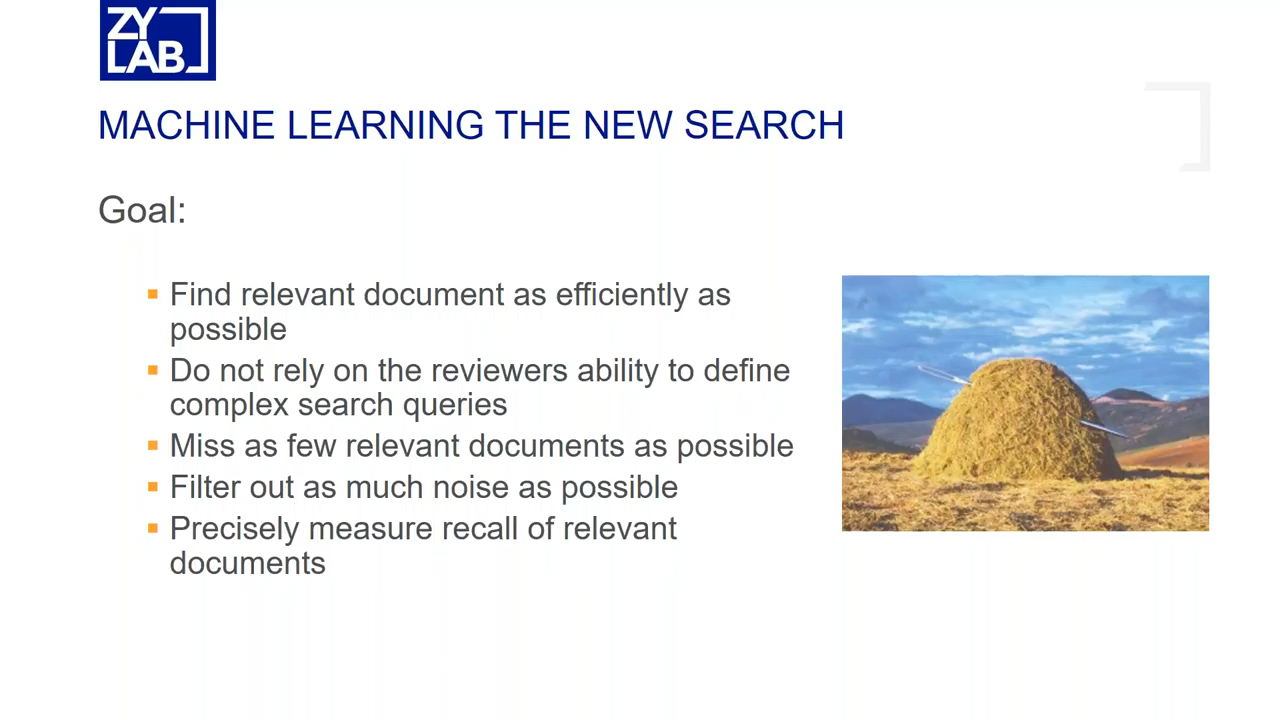 ZY
LAB
MACHINE LEARNING THE NEW SEARCH
Goal:
Find relevant document as efficiently as
possible
Do not rely on the reviewers ability to define
complex search queries
Miss as few relevant documents as possible
Filter out as much noise as possible
Precisely measure recall of relevant
documents